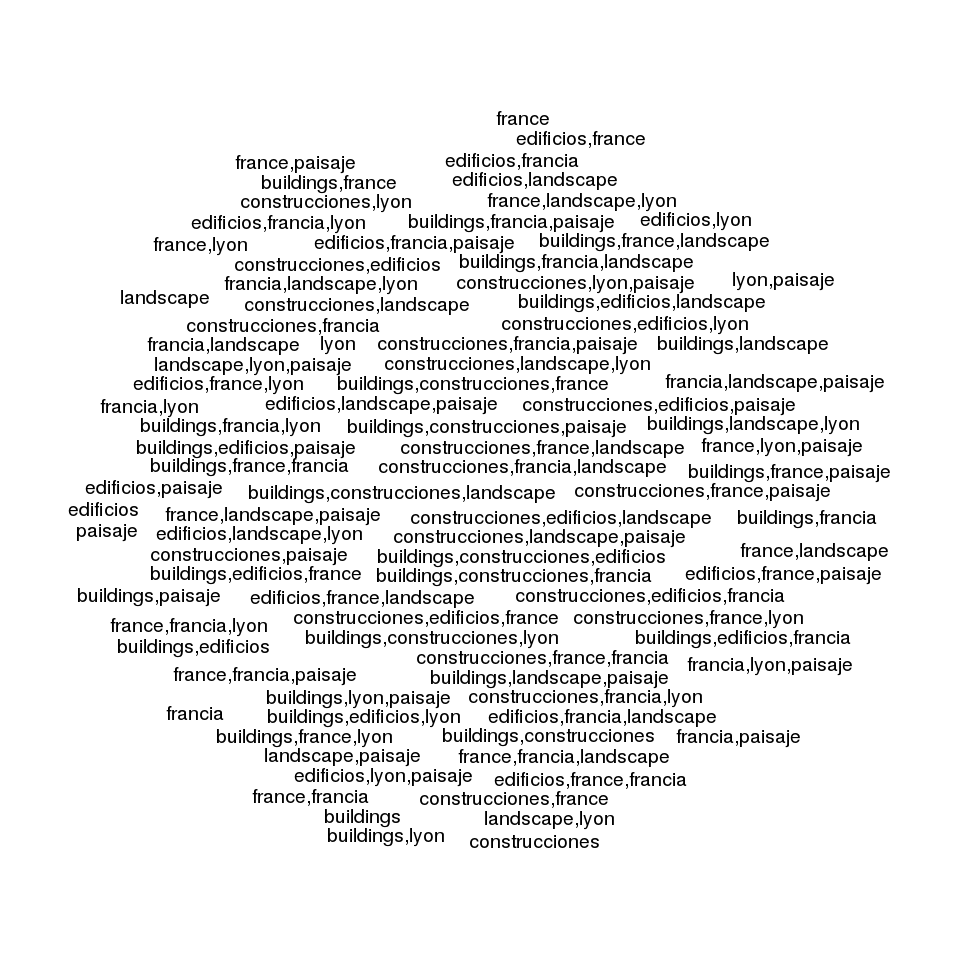 france
edificios,france
france,paisaje
edificios,francia
buildings,france
edificios,landscape
construcciones,lyon
france,landscape,lyon
edificios,francia,lyon
buildings,francia,paisaje
edificios,lyon
france,lyon
edificios,francia,paisaje
buildings,france,landscape
construcciones,edificios
buildings,francia,landscape
francia,landscape,lyon
construcciones,lyon,paisaje
lyon,paisaje
landscape
construcciones,landscape
buildings,edificios,landscape
construcciones,francia
construcciones,edificios,lyon
francia,landscape
lyon
construcciones,francia,paisaje
buildings,landscape
landscape,lyon,paisaje
construcciones,landscape,lyon
edificios,france,lyon
buildings,construcciones,france
francia,landscape,paisaje
francia,lyon
edificios,landscape,paisaje
construcciones,edificios,paisaje
buildings,francia,lyon
buildings,construcciones,paisaje
buildings,landscape,lyon
buildings,edificios,paisaje
construcciones,france,landscape
france,lyon,paisaje
buildings,france,francia
construcciones,francia,landscape
buildings,france,paisaje
edificios,paisaje
buildings,construcciones,landscape
construcciones,france,paisaje
edificios
france,landscape,paisaje
construcciones,edificios,landscape
buildings,francia
paisaje
edificios,landscape,lyon
construcciones,landscape,paisaje
construcciones,paisaje
buildings,construcciones,edificios
france,landscape
buildings,edificios,france
buildings,construcciones,francia
edificios,france,paisaje
buildings,paisaje
edificios,france,landscape
construcciones,edificios,francia
france,francia,lyon
construcciones,edificios,france
construcciones,france,lyon
buildings,edificios
buildings,construcciones,lyon
buildings,edificios,francia
construcciones,france,francia
francia,lyon,paisaje
france,francia,paisaje
buildings,landscape,paisaje
buildings,lyon,paisaje
construcciones,francia,lyon
francia
buildings,edificios,lyon
edificios,francia,landscape
buildings,france,lyon
buildings,construcciones
francia,paisaje
landscape,paisaje
france,francia,landscape
edificios,lyon,paisaje
edificios,france,francia
france,francia
construcciones,france
buildings
landscape,lyon
buildings,lyon
construcciones